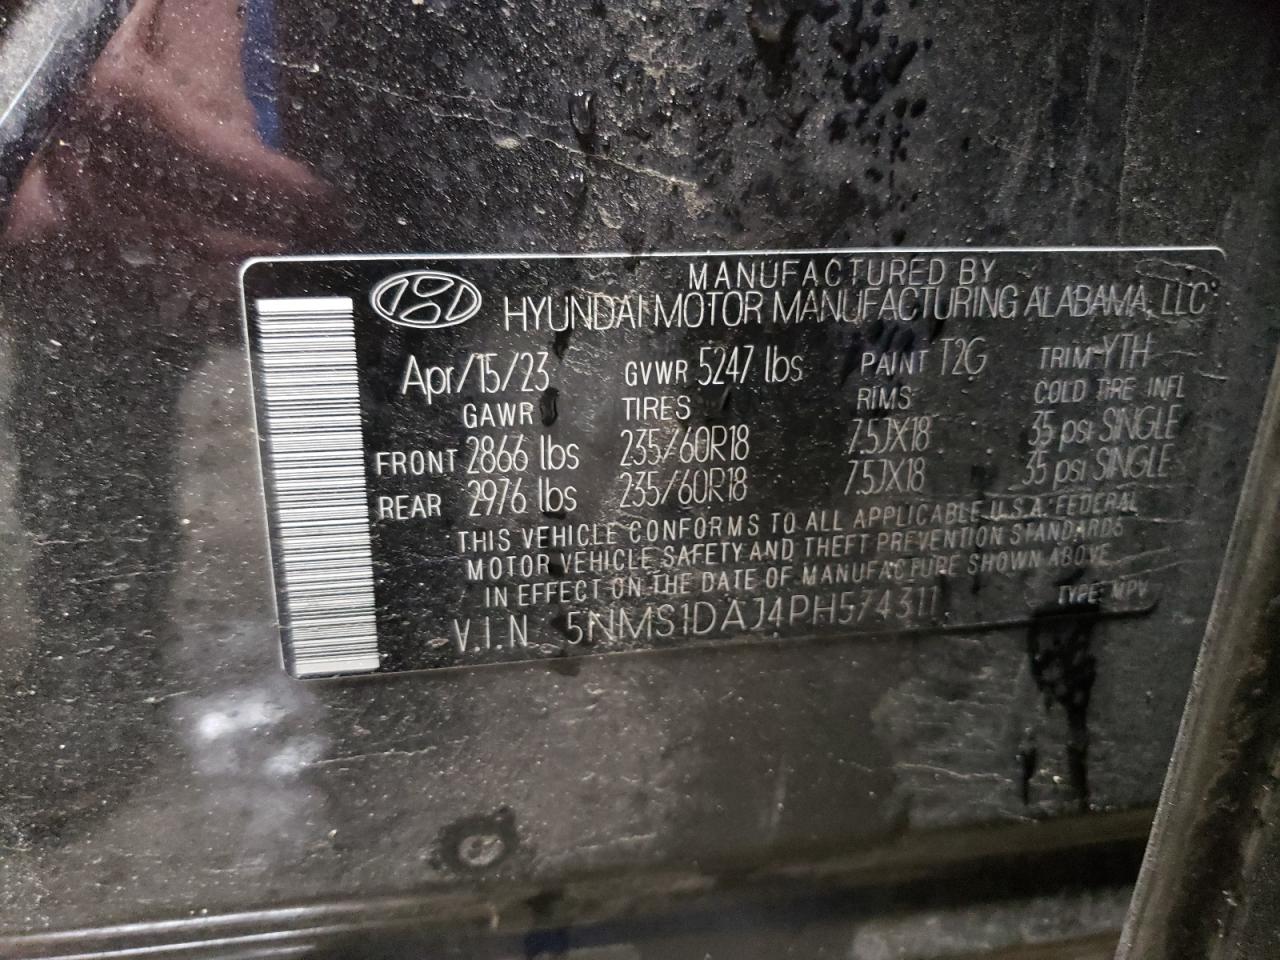 MANUFACTURED BY
HYUNDAI MOTOR MANUFACTURING ALABAMA, LLC
Apr/15/23 GVWR 5247 lbs PAINT T2G TRIM YTH
GAWR TIRES RIMS COLD TIRE INFL
FRONT 2866 lbs 235/60R18 7.5JX18 35 psi SINGLE
REAR 2976 lbs 235/60R18 7.5JX18 35 psi SINGLE
THIS VEHICLE CONFORMS TO ALL APPLICABLE U.S.A. FEDERAL
MOTOR VEHICLE SAFETY AND THEFT PREVENTION STANDARDS
IN EFFECT ON THE DATE OF MANUFACTURE SHOWN ABOVE
V.I.N. 5NMS1DAJ4PH574311 TYPE: MPV